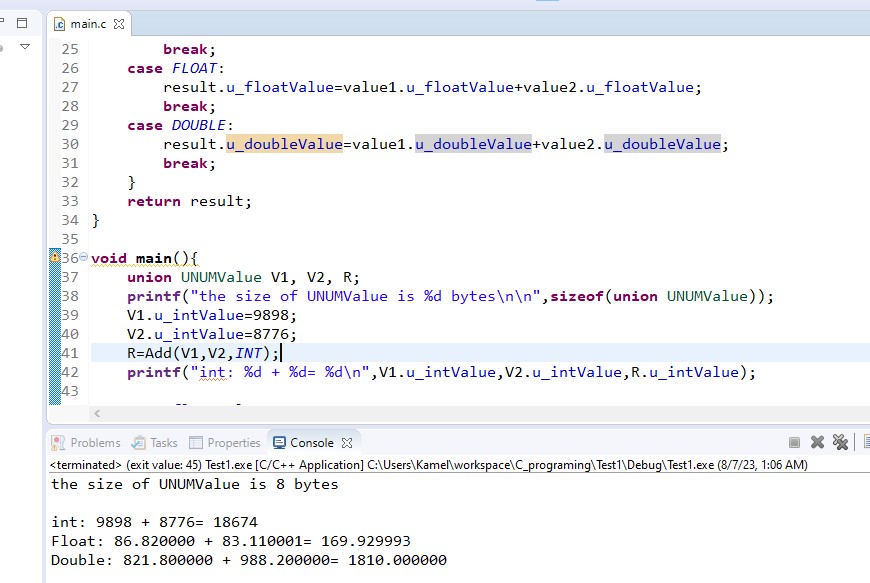 main.c
25 break;
26 case FLOAT:
27 result.u_floatValue=value1.u_floatValue+value2.u_floatValue;
28 break;
29 case DOUBLE:
30 result.u_doubleValue=value1.u_doubleValue+value2.u_doubleValue;
31 break;
32 }
33 return result;
34 }
35
36 void main(){
37 union UNUMValue V1, V2, R;
38 printf("the size of UNUMValue is %d bytes\n\n",sizeof(union UNUMValue));
39 V1.u_intValue=9898;
40 V2.u_intValue=8776;
41 R=Add(V1,V2,INT);
42 printf("int: %d + %d= %d\n",V1.u_intValue,V2.u_intValue,R.u_intValue);
43
Problems Tasks Properties Console
<terminated> (exit value: 45) Test1.exe [C/C++ Application] C:\Users\Kamel\workspace\C_programing\Test1\Debug\Test1.exe (8/7/23, 1:06 AM)
the size of UNUMValue is 8 bytes
int: 9898 + 8776= 18674
Float: 86.820000 + 83.110001= 169.929993
Double: 821.800000 + 988.200000= 1810.000000